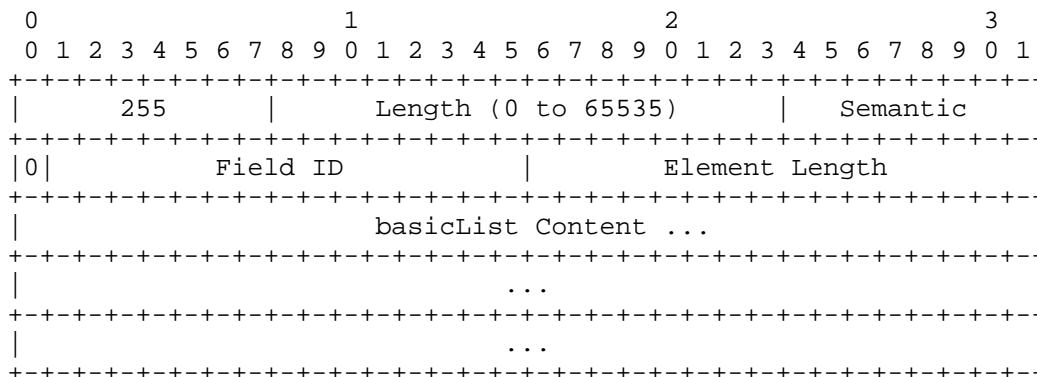 0                   1                   2                   3
 0 1 2 3 4 5 6 7 8 9 0 1 2 3 4 5 6 7 8 9 0 1 2 3 4 5 6 7 8 9 0 1
+-+-+-+-+-+-+-+-+-+-+-+-+-+-+-+-+-+-+-+-+-+-+-+-+-+-+-+-+-+-+-+--
|      255      |      Length (0 to 65535)      |   Semantic
+-+-+-+-+-+-+-+-+-+-+-+-+-+-+-+-+-+-+-+-+-+-+-+-+-+-+-+-+-+-+-+--
|0|          Field ID           |        Element Length
+-+-+-+-+-+-+-+-+-+-+-+-+-+-+-+-+-+-+-+-+-+-+-+-+-+-+-+-+-+-+-+--
|                      basicList Content ...
+-+-+-+-+-+-+-+-+-+-+-+-+-+-+-+-+-+-+-+-+-+-+-+-+-+-+-+-+-+-+-+--
|                              ...
+-+-+-+-+-+-+-+-+-+-+-+-+-+-+-+-+-+-+-+-+-+-+-+-+-+-+-+-+-+-+-+--
|                              ...
+-+-+-+-+-+-+-+-+-+-+-+-+-+-+-+-+-+-+-+-+-+-+-+-+-+-+-+-+-+-+-+--